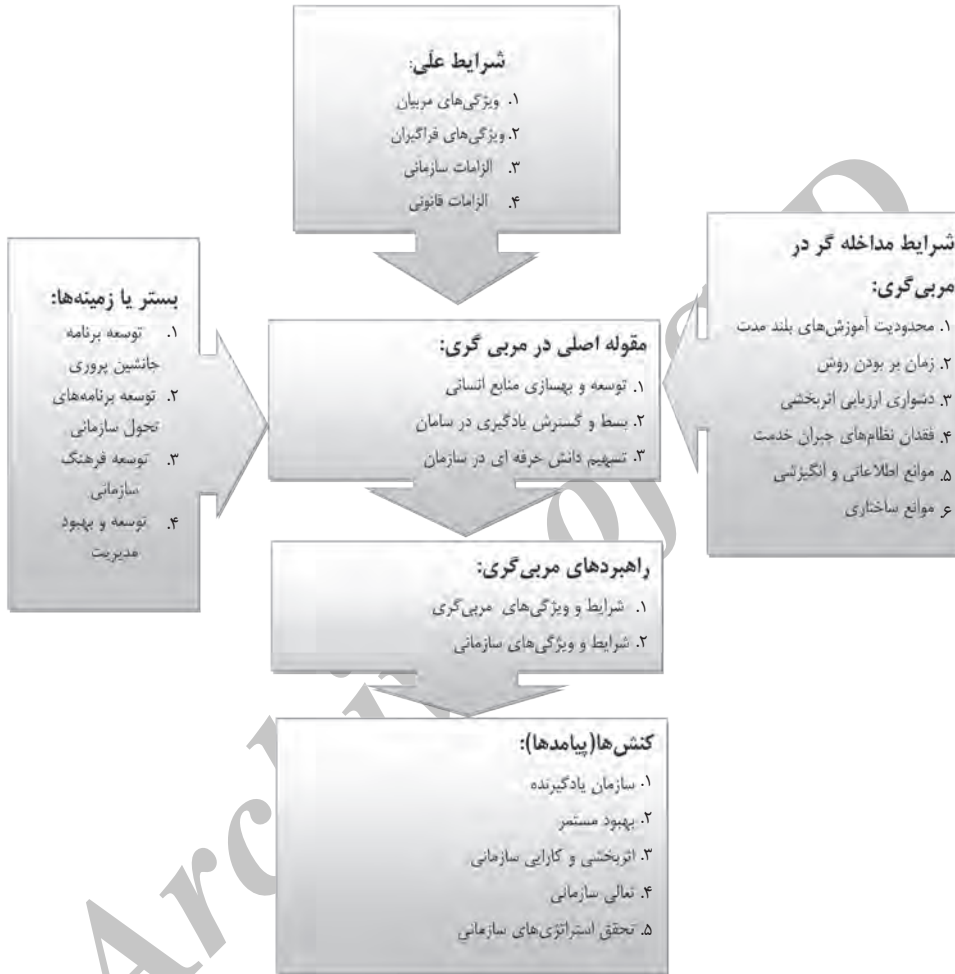 شرایط علّی:
۱. ویژگی‌های مربیان
۲. ویژگی‌های فراگیران
۳. الزامات سازمانی
۴. الزامات قانونی
شرایط مداخله گر در
مربی‌گری:
۱. محدودیت آموزش‌های بلند مدت
۲. زمان بر بودن روش
۳. دشواری ارزیابی اثربخشی
۴. فقدان نظام‌های جبران خدمت
۵. موانع اطلاعاتی و انگیزشی
۶. موانع ساختاری
بستر یا زمینه‌ها:
۱. توسعه برنامه
جانشین پروری
۲. توسعه برنامه‌های
تحول سازمانی
۳. توسعه فرهنگ
سازمانی
۴. توسعه و بهبود
مدیریت
مقوله اصلی در مربی گری:
۱. توسعه و بهسازی منابع انسانی
۲. بسط و گسترش یادگیری در سامان
۳. تسهیم دانش حرفه ای در سازمان
راهبردهای مربی‌گری:
۱. شرایط و ویژگی‌های مربی‌گری
۲. شرایط و ویژگی‌های سازمانی
کنش‌ها(پیامدها):
۱. سازمان یادگیرنده
۲. بهبود مستمر
۳. اثربخشی و کارایی سازمانی
۴. تعالی سازمانی
۵. تحقق استراتژی‌های سازمانی